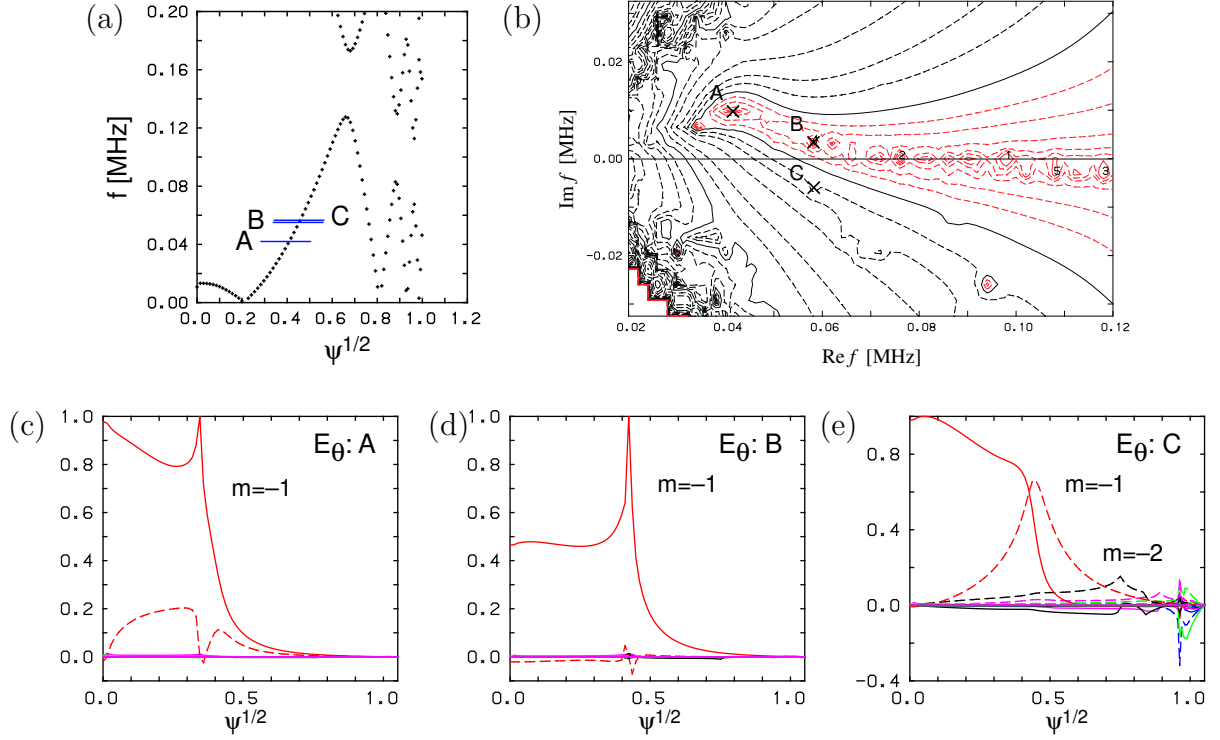 (a)
0.20
0.16
0.12
0.08
0.04
0.00
f [MHz]
B
C
A
0.0 0.2 0.4 0.6 0.8 1.0 1.2
ψ1/2
(b)
0.02
0.00
−0.02
Im f [MHz]
A
B
C
2
1
5
3
0.02 0.04 0.06 0.08 0.10 0.12
Re f [MHz]
(c)
1.0
0.8
0.6
0.4
0.2
0.0
Eθ: A
m=−1
0.0 0.5 1.0
ψ1/2
(d)
1.0
0.8
0.6
0.4
0.2
0.0
Eθ: B
m=−1
0.0 0.5 1.0
ψ1/2
(e)
0.8
0.4
0.0
−0.4
Eθ: C
m=−1
m=−2
0.0 0.5 1.0
ψ1/2